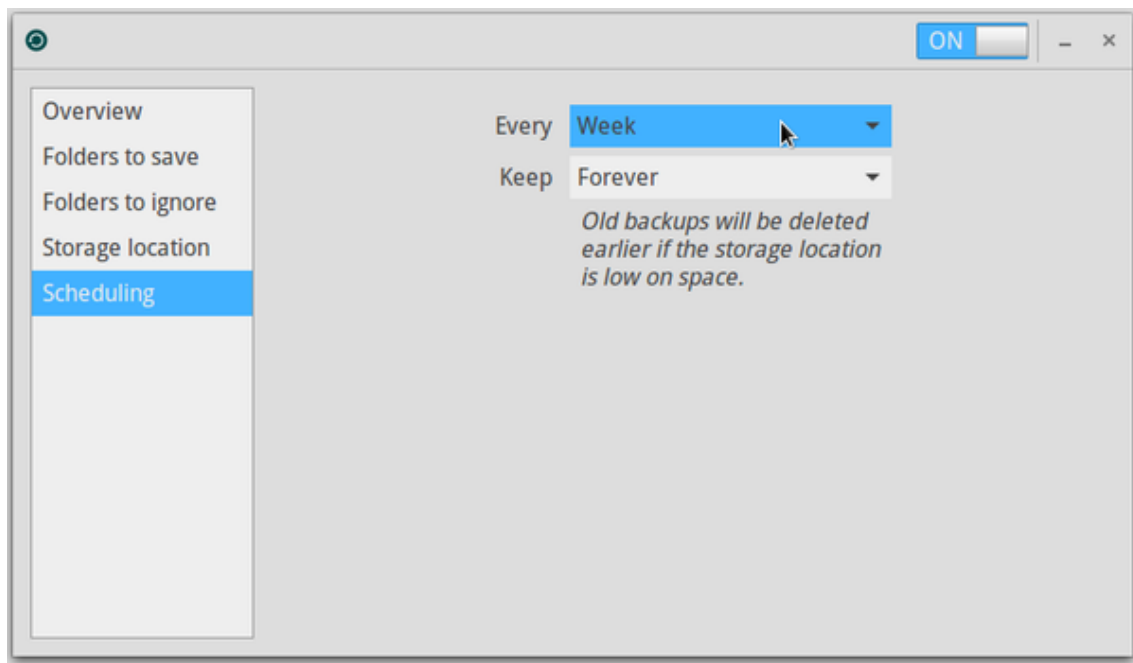 ON
Overview
Folders to save
Folders to ignore
Storage location
Scheduling
Every Week
Keep Forever
Old backups will be deleted
earlier if the storage location
is low on space.